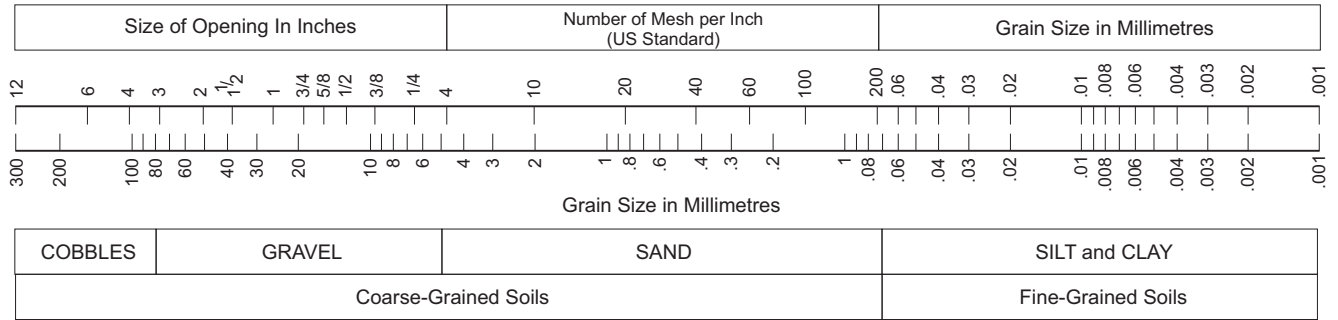 Size of Opening In Inches
Number of Mesh per Inch
(US Standard)
Grain Size in Millimetres
12 6 4 3 2 1 1/2 1 3/4 5/8 1/2 3/8 1/4 4 10 20 40 60 100 200 .06 .04 .03 .02 .01 .008 .006 .004 .003 .002 .001
300 200 100 80 60 40 30 20 10 8 6 4 3 2 1 .8 .6 .4 .3 .2 1 .08 .06 .04 .03 .02 .01 .008 .006 .004 .003 .002 .001
Grain Size in Millimetres
COBBLES GRAVEL SAND SILT and CLAY
Coarse-Grained Soils Fine-Grained Soils